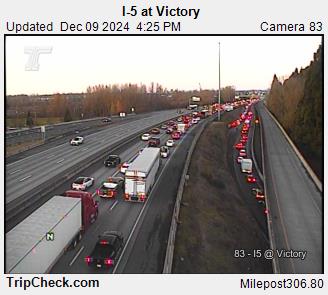 I-5 at Victory
Updated  Dec 09 2024  4:25 PM
Camera 83
N
83 - I5 @ Victory
TripCheck.com
Milepost306.80